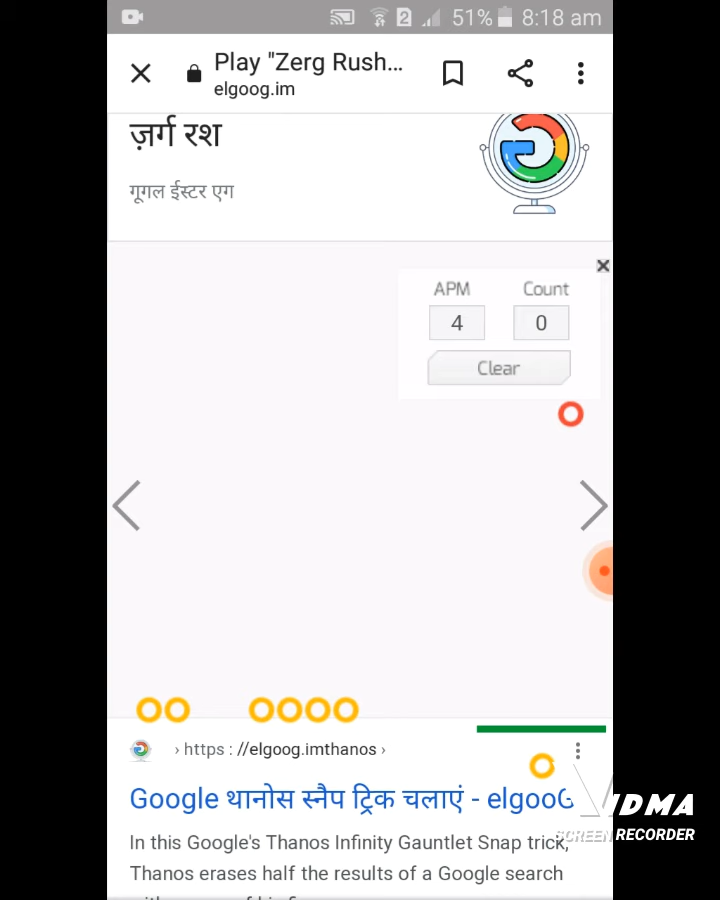 2 51% 8:18 am
Play "Zerg Rush...
elgoog.im
ज़र्ग रश
गूगल ईस्टर एग
APM Count
4 0
Clear
› https : //elgoog.imthanos ›
Google थानोस स्नैप ट्रिक चलाएं - elgooG
In this Google's Thanos Infinity Gauntlet Snap trick,
Thanos erases half the results of a Google search
VIDMA
SCREEN RECORDER